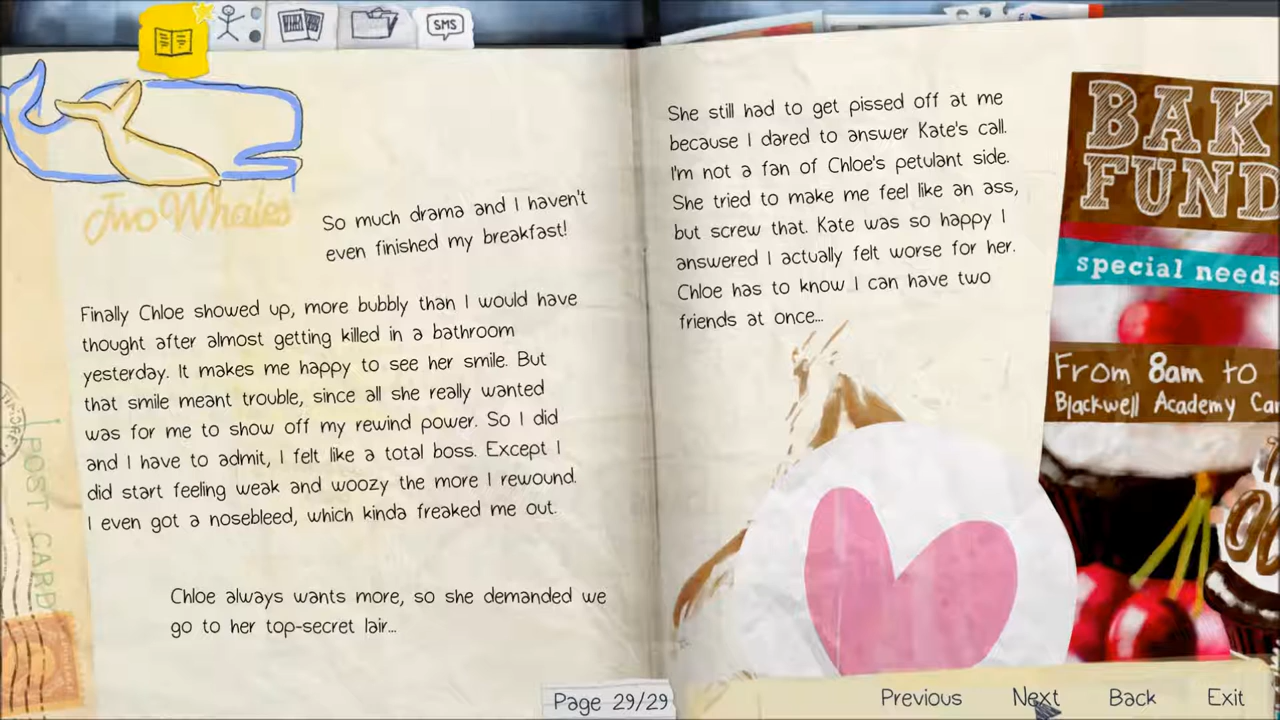 SMS
Two Whales
So much drama and I haven't
even finished my breakfast!
Finally Chloe showed up, more bubbly than I would have
thought after almost getting killed in a bathroom
yesterday. It makes me happy to see her smile. But
that smile meant trouble, since all she really wanted
was for me to show off my rewind power. So I did
and I have to admit, I felt like a total boss. Except I
did start feeling weak and woozy the more I rewound.
I even got a nosebleed, which kinda freaked me out.
Chloe always wants more, so she demanded we
go to her top-secret lair...
POST CARD
She still had to get pissed off at me
because I dared to answer Kate's call.
I'm not a fan of Chloe's petulant side.
She tried to make me feel like an ass,
but screw that. Kate was so happy I
answered I actually felt worse for her.
Chloe has to know I can have two
friends at once...
BAK
FUND
special needs
From 8am to
Blackwell Academy Ca
Page 29/29
Previous Next Back Exit